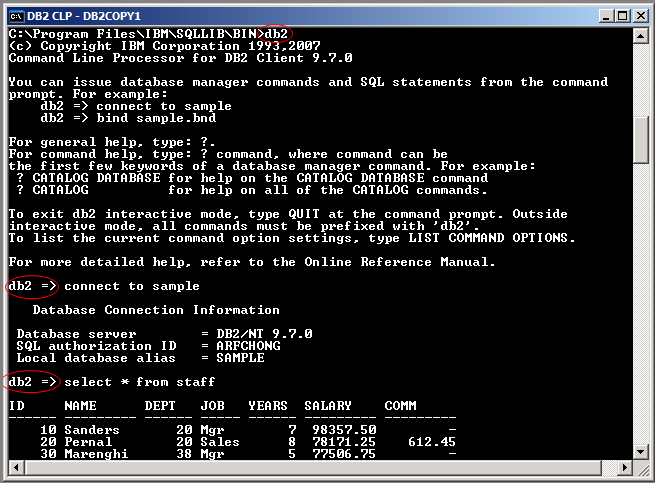 DB2 CLP - DB2COPY1
C:\Program Files\IBM\SQLLIB\BIN>db2
(c) Copyright IBM Corporation 1993,2007
Command Line Processor for DB2 Client 9.7.0
You can issue database manager commands and SQL statements from the command
prompt. For example:
db2 => connect to sample
db2 => bind sample.bnd
For general help, type: ?.
For command help, type: ? command, where command can be
the first few keywords of a database manager command. For example:
? CATALOG DATABASE for help on the CATALOG DATABASE command
? CATALOG          for help on all of the CATALOG commands.
To exit db2 interactive mode, type QUIT at the command prompt. Outside
interactive mode, all commands must be prefixed with 'db2'.
To list the current command option settings, type LIST COMMAND OPTIONS.
For more detailed help, refer to the Online Reference Manual.
db2 => connect to sample
Database Connection Information
Database server        = DB2/NT 9.7.0
SQL authorization ID   = ARFCHONG
Local database alias   = SAMPLE
db2 => select * from staff
ID     NAME      DEPT   JOB   YEARS  SALARY    COMM
------ --------- ------ ----- ------ --------- ---------
10 Sanders       20 Mgr        7  98357.50         -
20 Pernal        20 Sales      8  78171.25    612.45
30 Marenghi      38 Mgr        5  77506.75         -